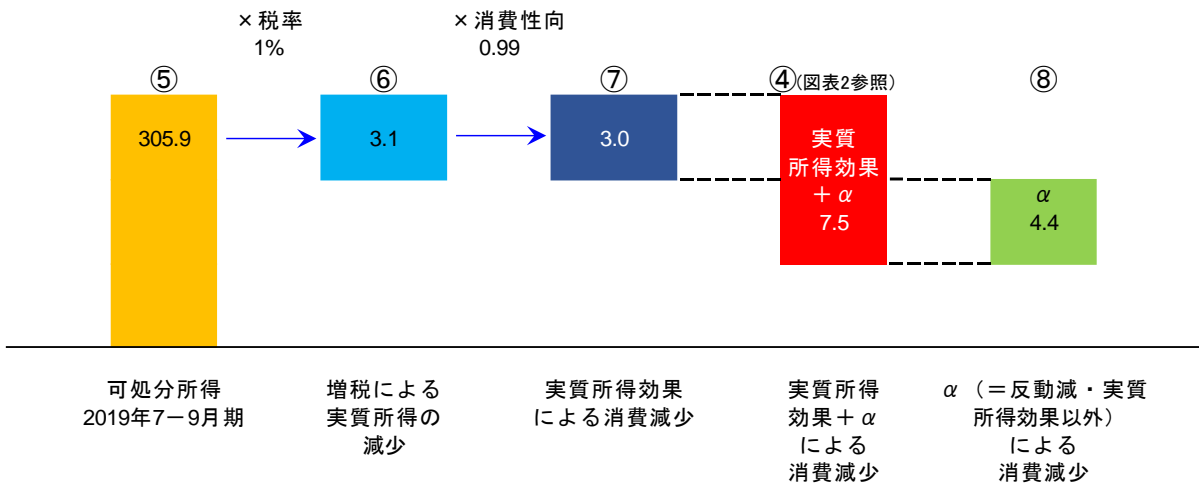 ×税率
1%
×消費性向
0.99
⑤
⑥
⑦
④(図表2参照)
⑧
305.9
3.1
3.0
実質
所得効果
+α
7.5
α
4.4
可処分所得
2019年7-9月期
増税による
実質所得の
減少
実質所得効果
による消費減少
実質所得
効果+α
による
消費減少
α(=反動減・実質
所得効果以外)
による
消費減少